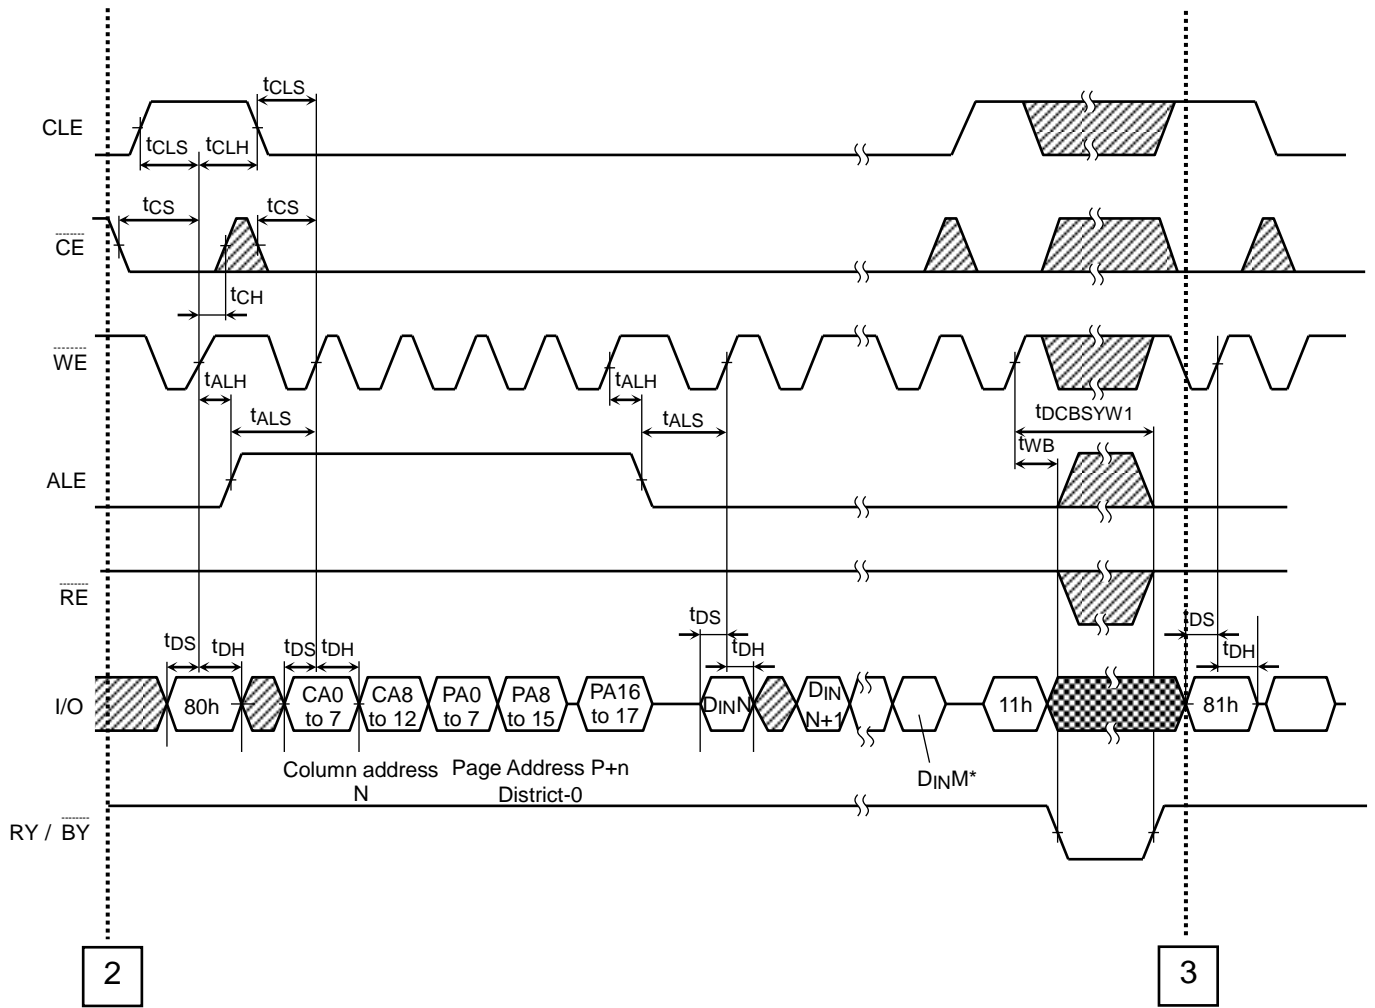 tCLS
CLE
tCLS tCLH
tCS tCS
CE
tCH
WE
tALH tALH
tDCBSYW1
tALS tALS
tWB
ALE
RE
tDS tDS
tDS tDH tDS tDH tDH tDH
I/O 80h CA0 to 7 CA8 to 12 PA0 to 7 PA8 to 15 PA16 to 17 DINN DIN N+1 11h 81h
Column address N Page Address P+n District-0 DINM*
RY / BY
2 3